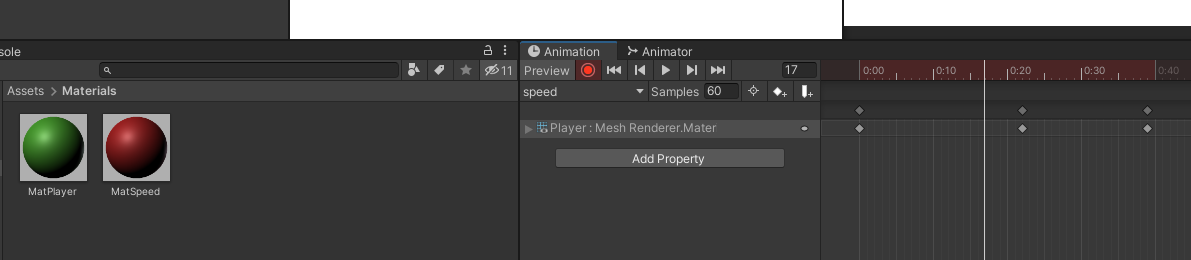 sole
11
Assets > Materials
MatPlayer
MatSpeed
Animation
Animator
Preview
17
speed
Samples 60
0:00 0:10 0:20 0:30 0:40
Player : Mesh Renderer.Mater
Add Property